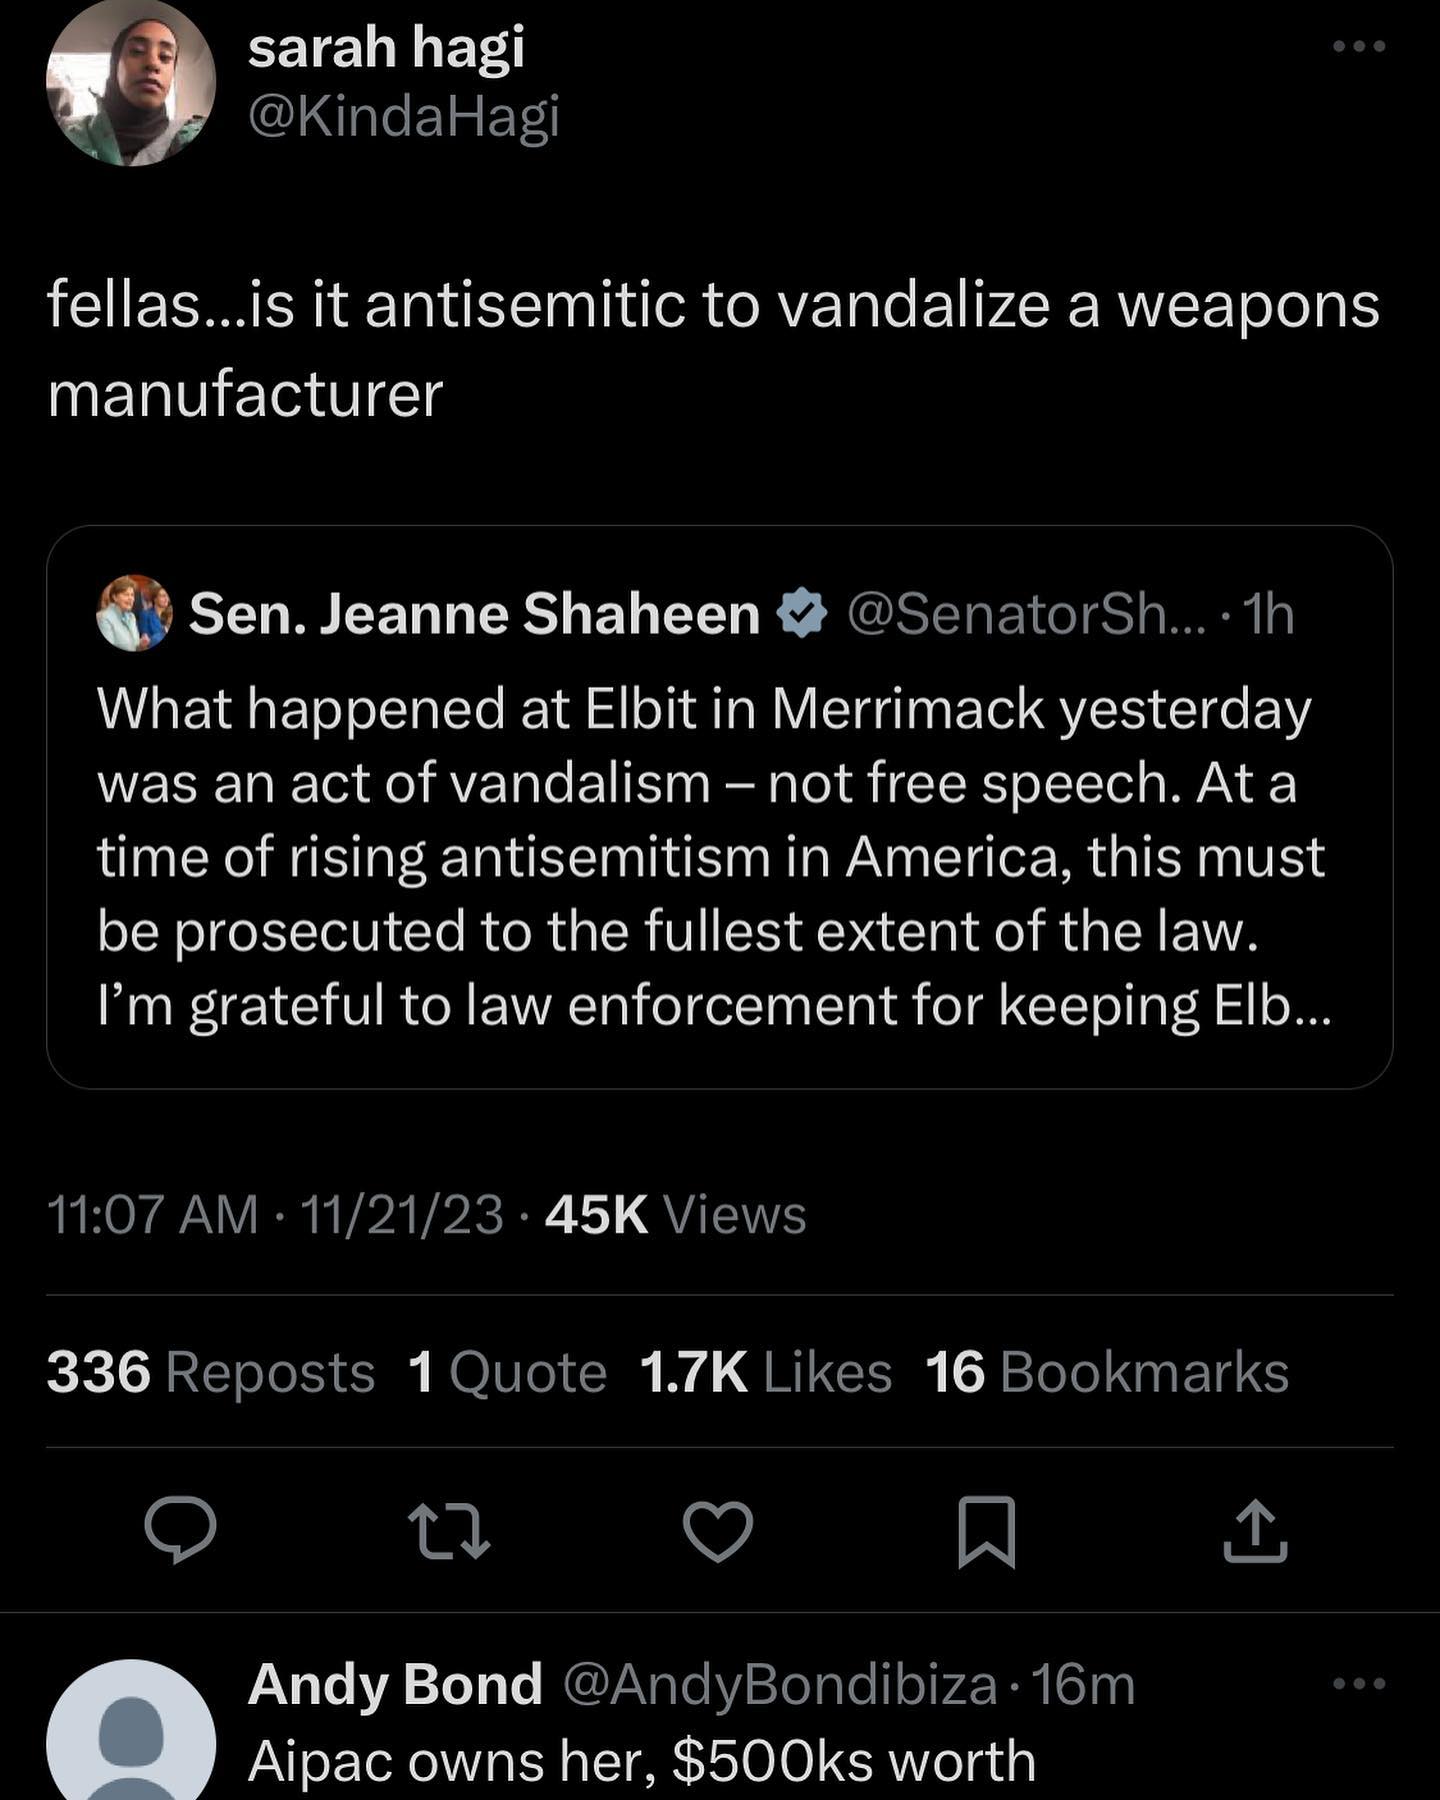 sarah hagi
@KindaHagi
fellas...is it antisemitic to vandalize a weapons
manufacturer
Sen. Jeanne Shaheen @SenatorSh... · 1h
What happened at Elbit in Merrimack yesterday
was an act of vandalism – not free speech. At a
time of rising antisemitism in America, this must
be prosecuted to the fullest extent of the law.
I’m grateful to law enforcement for keeping Elb...
11:07 AM · 11/21/23 · 45K Views
336 Reposts 1 Quote 1.7K Likes 16 Bookmarks
Andy Bond @AndyBondibiza · 16m
Aipac owns her, $500ks worth